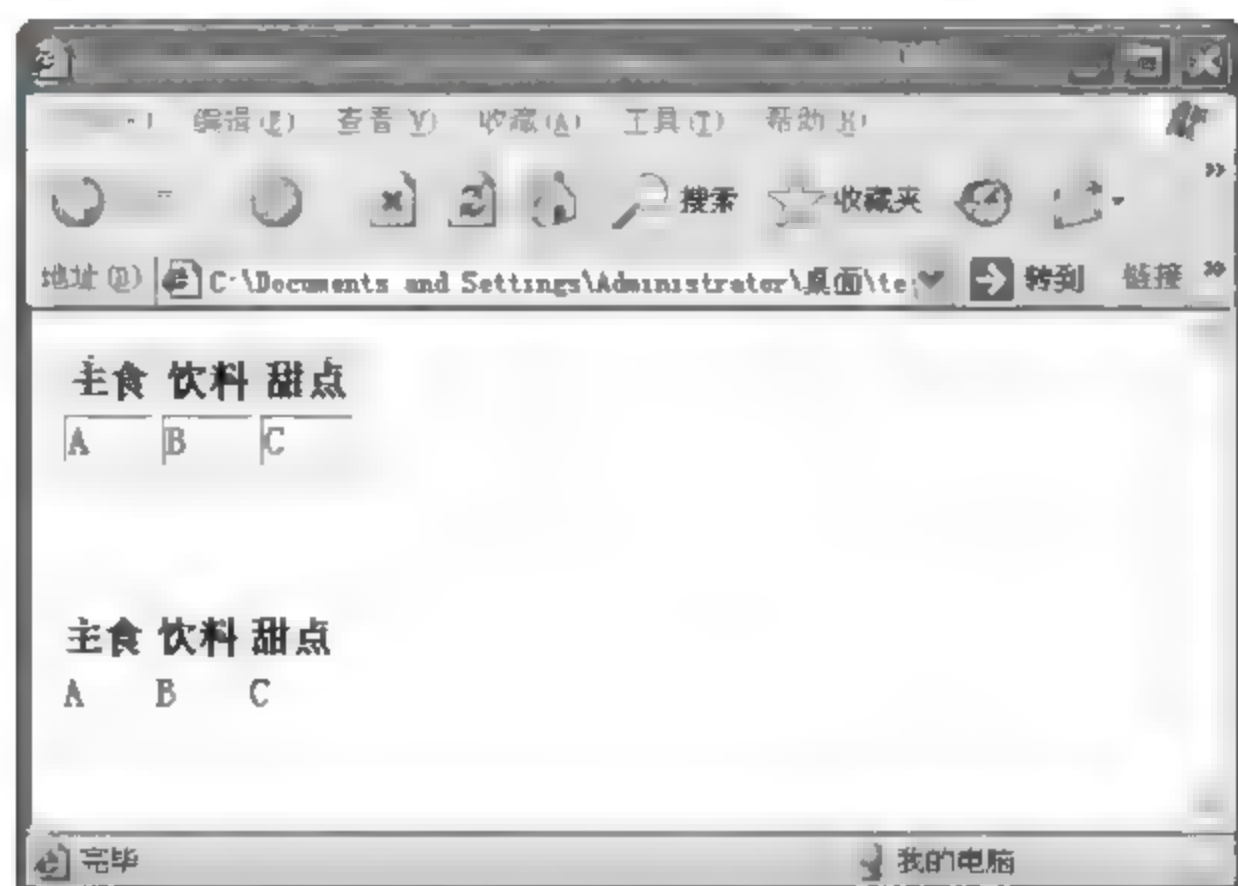 编辑(E) 查看(V) 收藏(A) 工具(T) 帮助(H)
搜索 收藏夹
地址(D) C:\Documents and Settings\Administrator\桌面\te 转到 链接
主食 饮料 甜点
A B C
主食 饮料 甜点
A B C
完毕 我的电脑